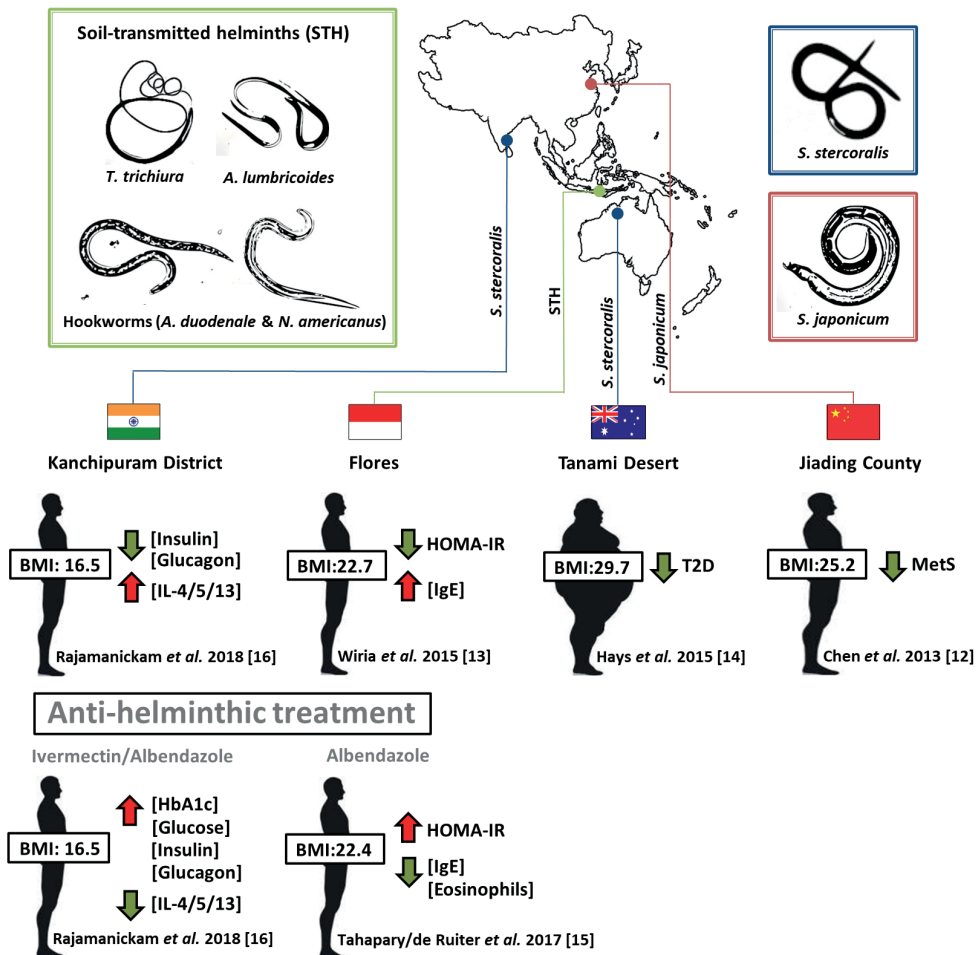 Soil-transmitted helminths (STH)
T. trichiura
A. lumbricoides
Hookworms (A. duodenale & N. americanus)
S. stercoralis
S. japonicum
S. stercoralis
STH
S. stercoralis
S. japonicum
Kanchipuram District
Flores
Tanami Desert
Jiading County
BMI: 16.5
[Insulin]
[Glucagon]
[IL-4/5/13]
Rajamanickam et al. 2018 [16]
BMI:22.7
HOMA-IR
[IgE]
Wiria et al. 2015 [13]
BMI:29.7
T2D
Hays et al. 2015 [14]
BMI:25.2
MetS
Chen et al. 2013 [12]
Anti-helminthic treatment
Ivermectin/Albendazole
BMI: 16.5
[HbA1c]
[Glucose]
[Insulin]
[Glucagon]
[IL-4/5/13]
Rajamanickam et al. 2018 [16]
Albendazole
BMI:22.4
HOMA-IR
[IgE]
[Eosinophils]
Tahapary/de Ruiter et al. 2017 [15]